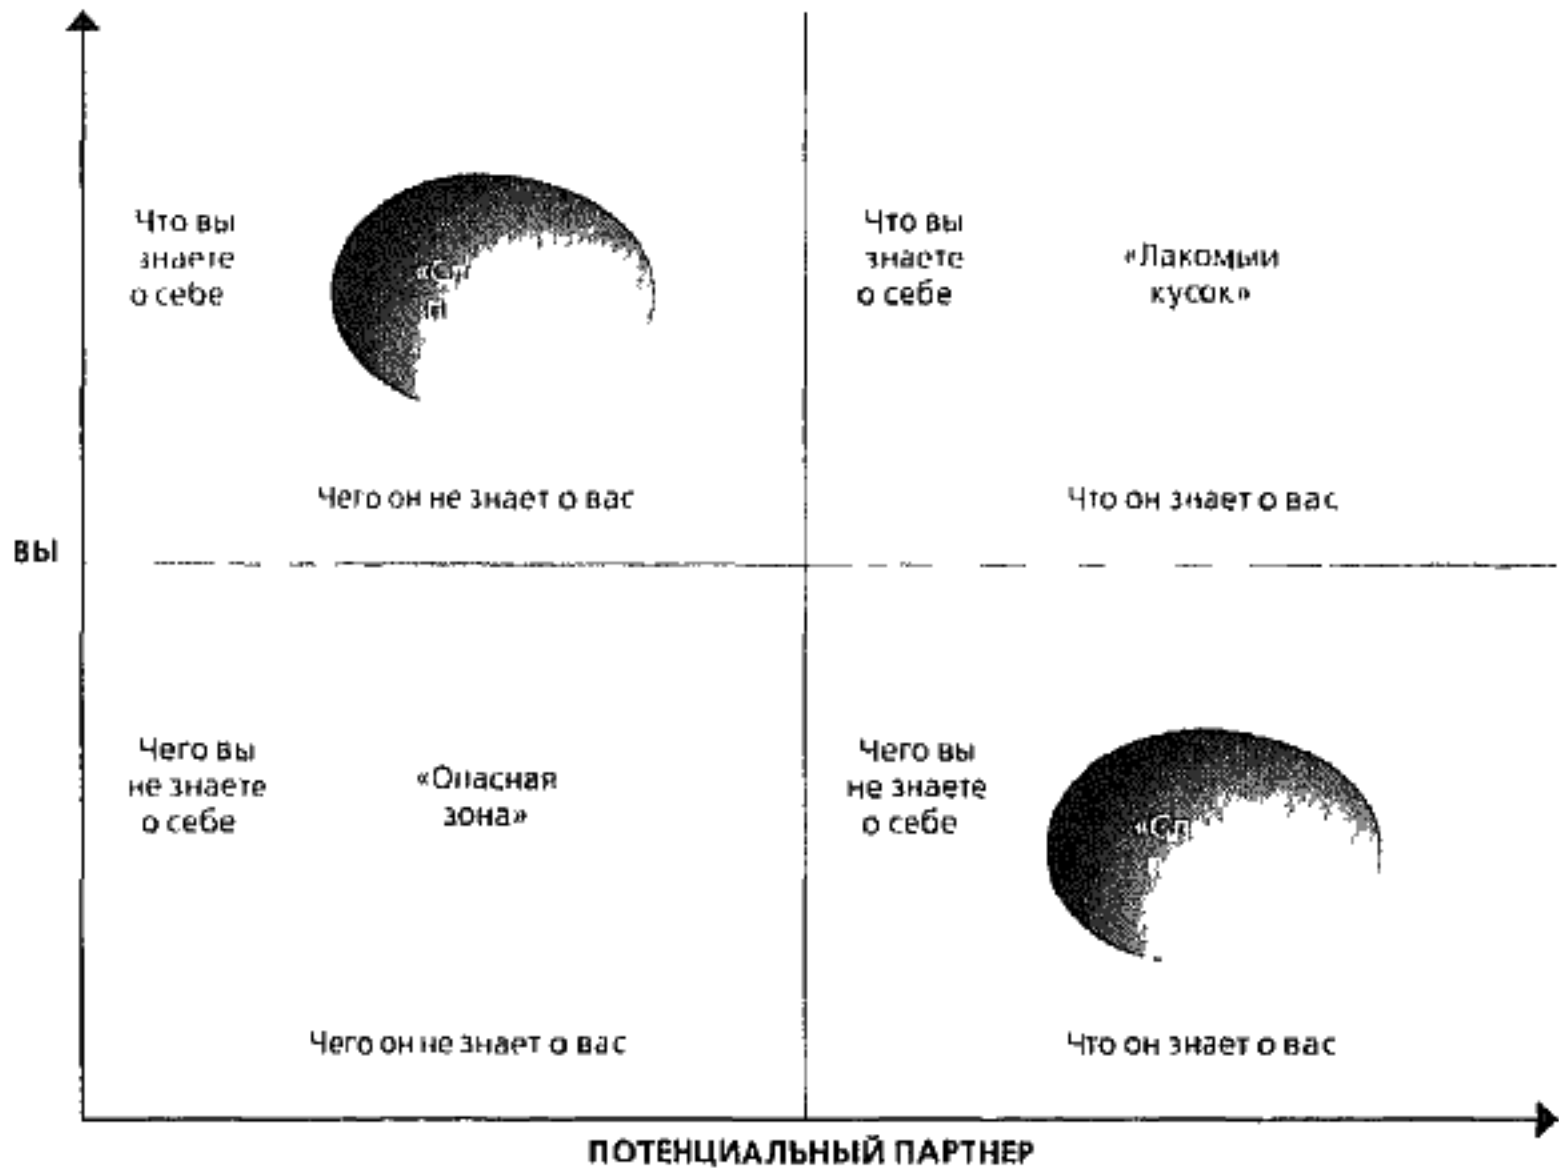 Что вы
знаете
о себе
Чего он не знает о вас
Что вы
знаете
о себе
«Лакомый
кусок»
Что он знает о вас
ВЫ
Чего вы
не знаете
о себе
«Опасная
зона»
Чего он не знает о вас
Чего вы
не знаете
о себе
Что он знает о вас
ПОТЕНЦИАЛЬНЫЙ ПАРТНЕР